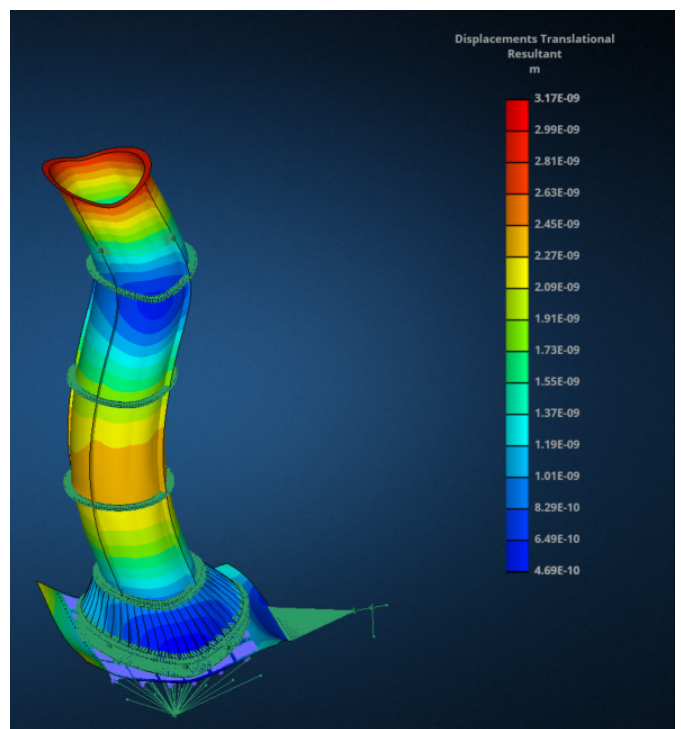 Displacements Translational
Resultant
m
3.17E-09
2.99E-09
2.81E-09
2.63E-09
2.45E-09
2.27E-09
2.09E-09
1.91E-09
1.73E-09
1.55E-09
1.37E-09
1.19E-09
1.01E-09
8.29E-10
6.49E-10
4.69E-10